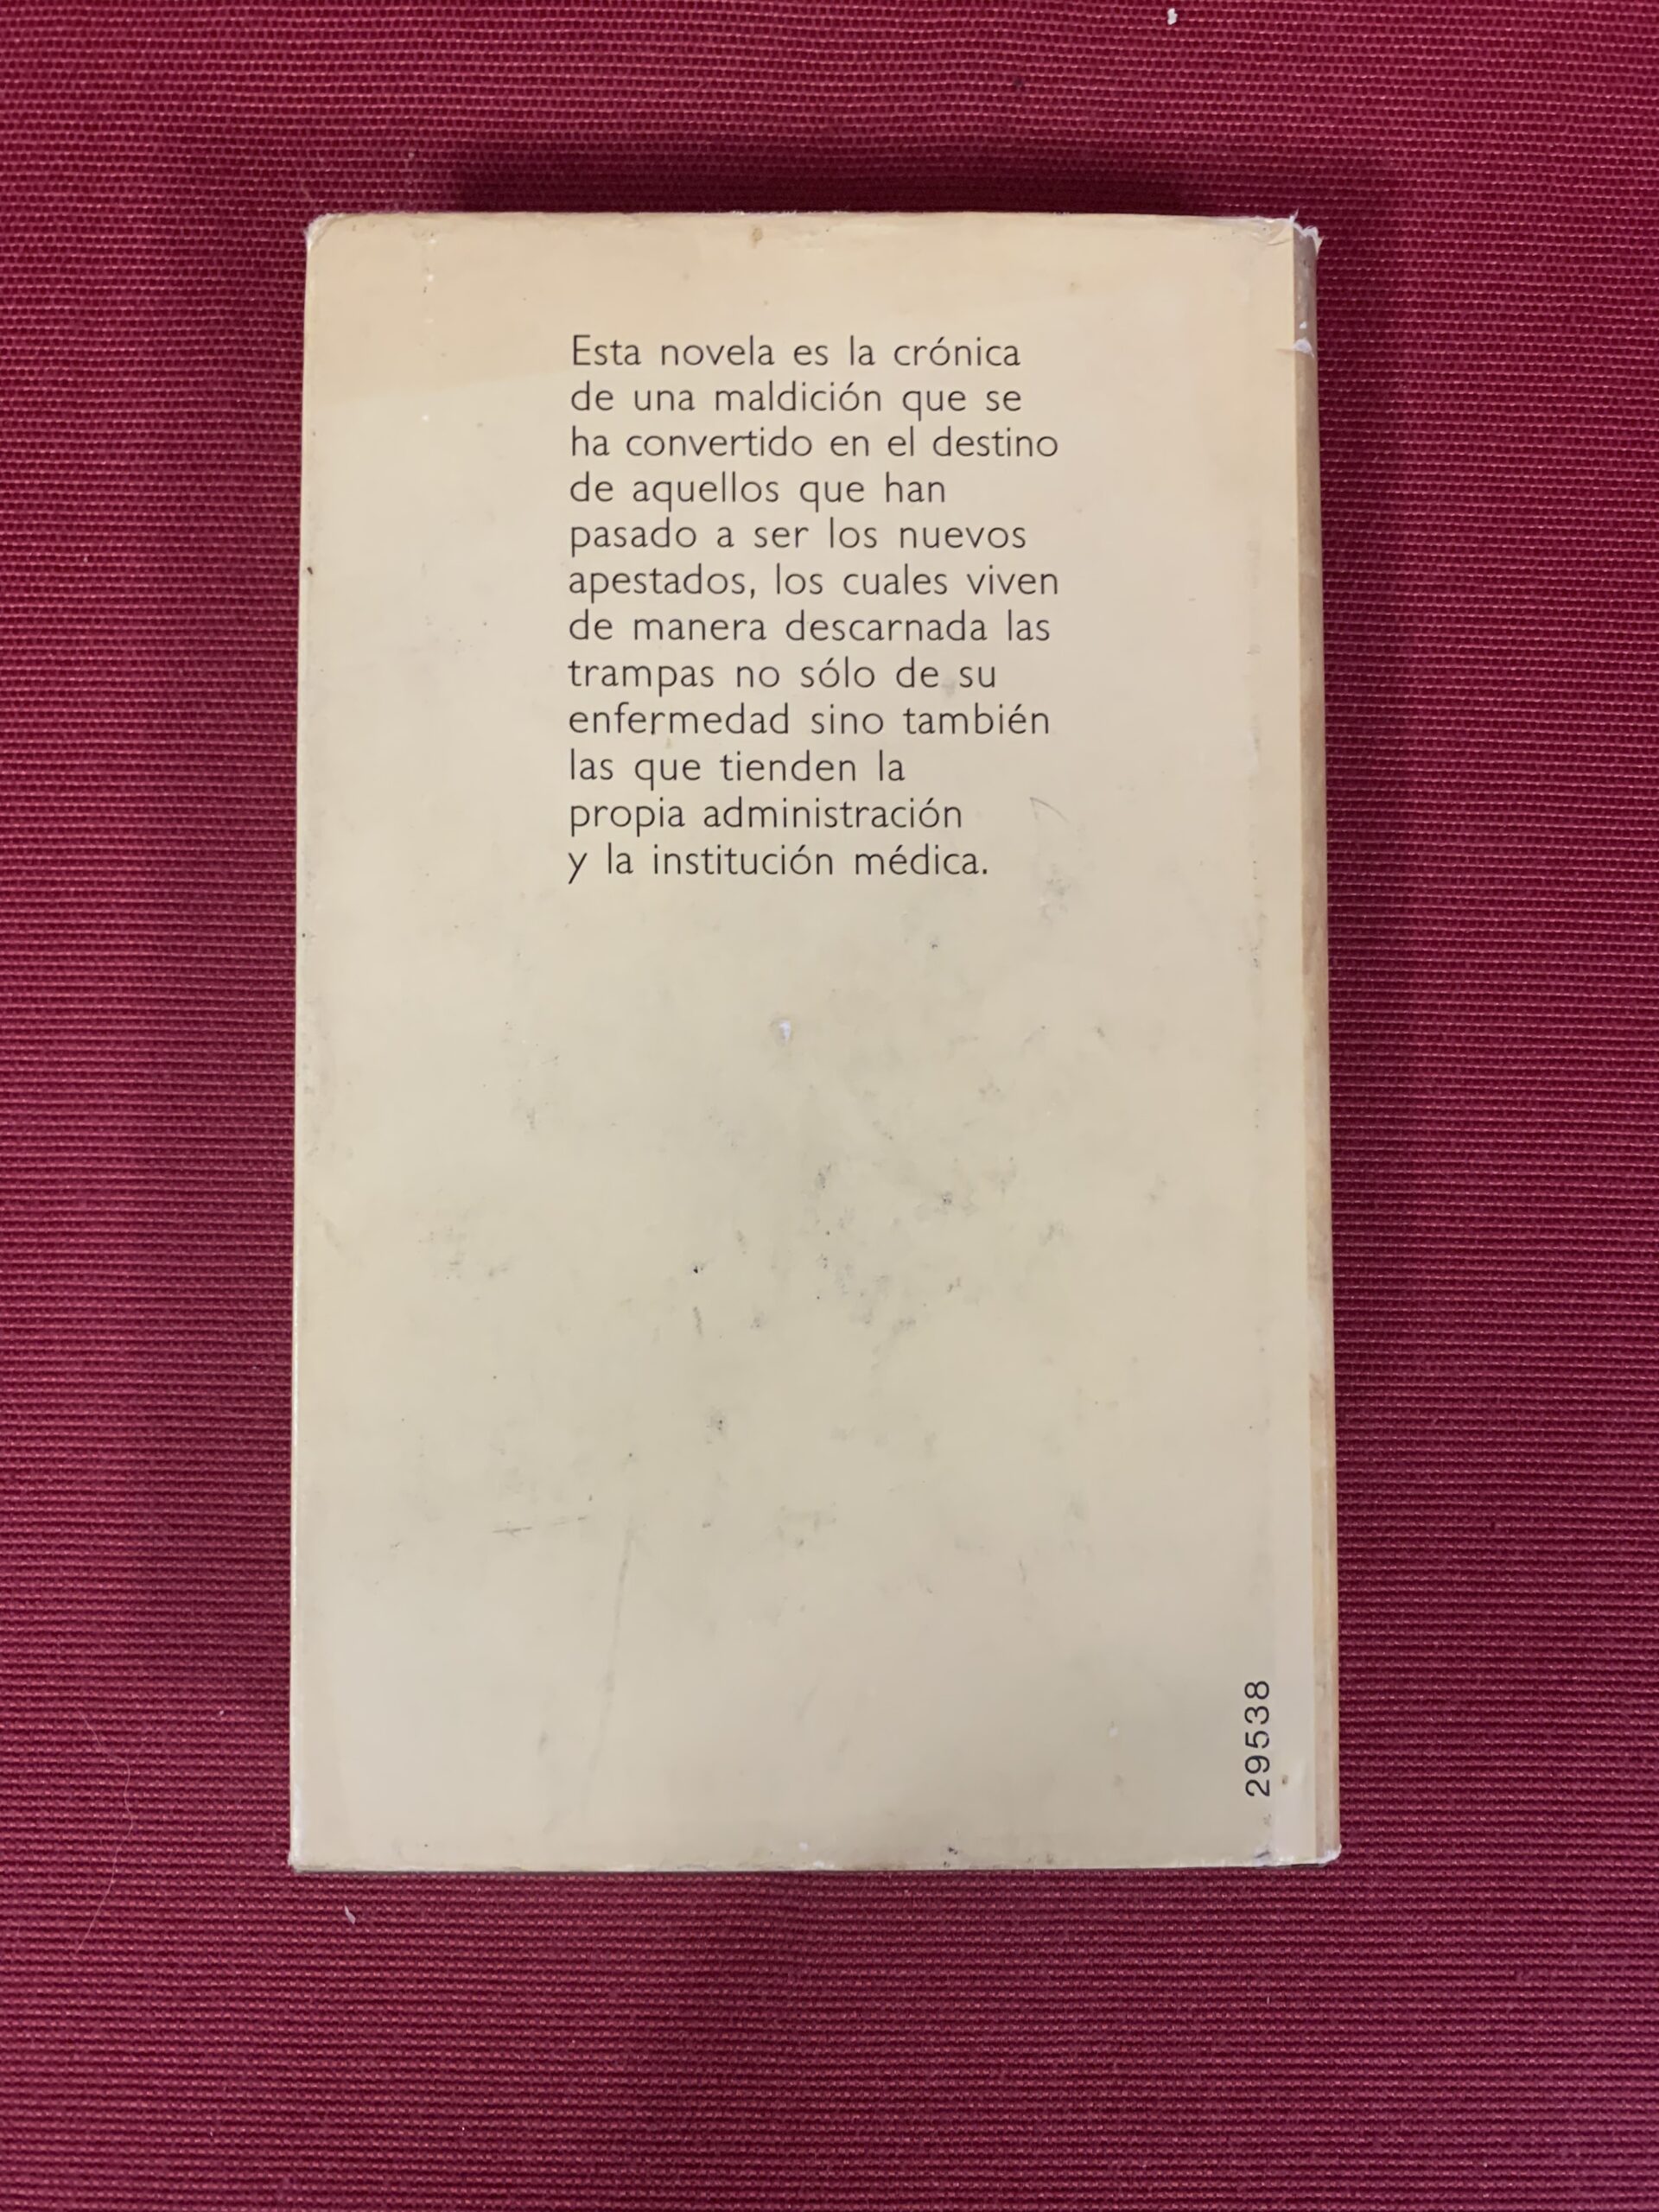 Esta novela es la crónica
de una maldición que se
ha convertido en el destino
de aquellos que han
pasado a ser los nuevos
apestados, los cuales viven
de manera descarnada las
trampas no sólo de su
enfermedad sino también
las que tienden la
propia administración
y la institución médica.
29538